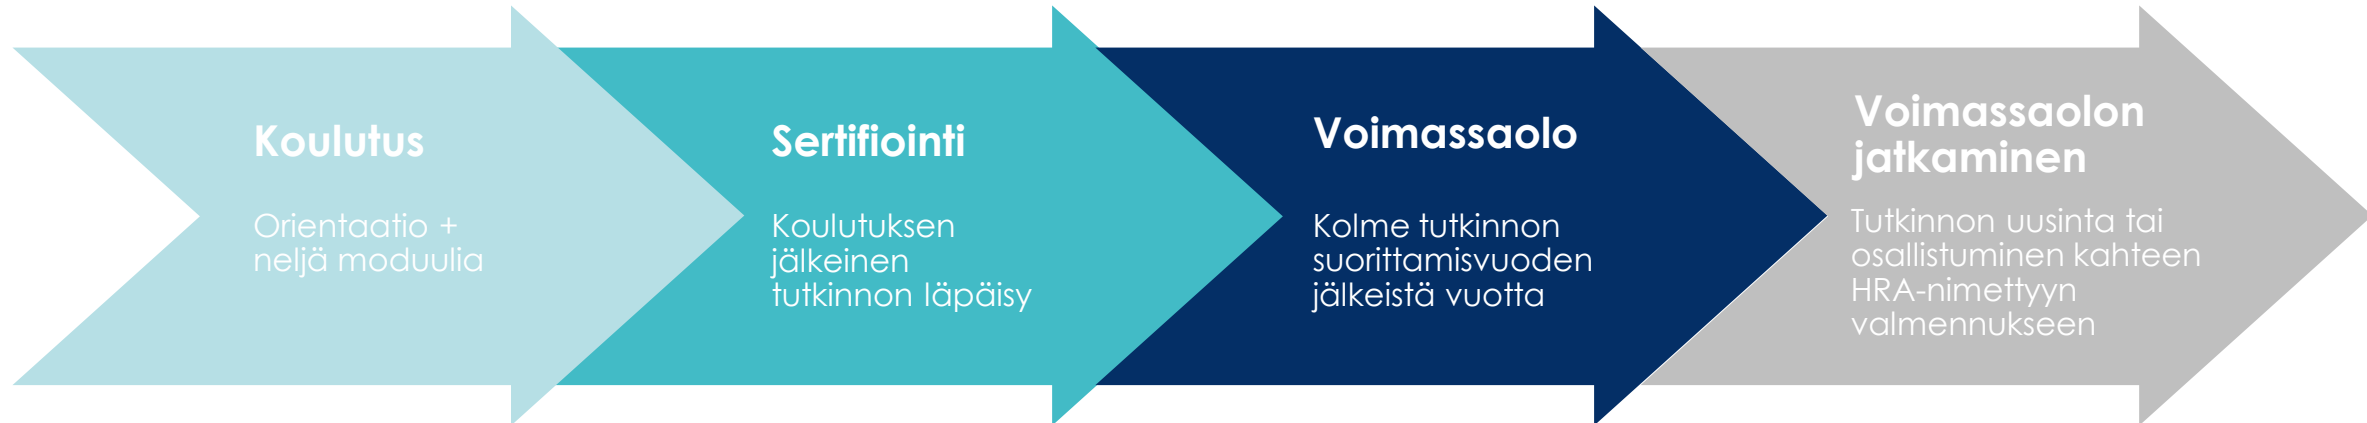 Koulutus
Orientaatio +
neljä moduulia
Sertifiointi
Koulutuksen
jälkeinen
tutkinnon läpäisy
Voimassaolo
Kolme tutkinnon
suorittamisvuoden
jälkeistä vuotta
Voimassaolon
jatkaminen
Tutkinnon uusinta tai
osallistuminen kahteen
HRA-nimettyyn
valmennukseen